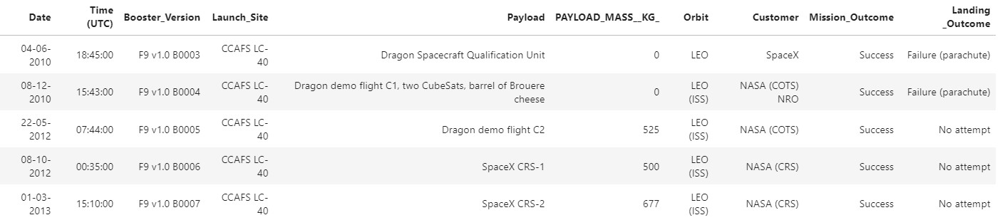 Date Time (UTC) Booster_Version Launch_Site Payload PAYLOAD_MASS__KG_ Orbit Customer Mission_Outcome Landing _Outcome
04-06-2010 18:45:00 F9 v1.0 B0003 CCAFS LC-40 Dragon Spacecraft Qualification Unit 0 LEO SpaceX Success Failure (parachute)
08-12-2010 15:43:00 F9 v1.0 B0004 CCAFS LC-40 Dragon demo flight C1, two CubeSats, barrel of Brouere cheese 0 LEO (ISS) NASA (COTS) NRO Success Failure (parachute)
22-05-2012 07:44:00 F9 v1.0 B0005 CCAFS LC-40 Dragon demo flight C2 525 LEO (ISS) NASA (COTS) Success No attempt
08-10-2012 00:35:00 F9 v1.0 B0006 CCAFS LC-40 SpaceX CRS-1 500 LEO (ISS) NASA (CRS) Success No attempt
01-03-2013 15:10:00 F9 v1.0 B0007 CCAFS LC-40 SpaceX CRS-2 677 LEO (ISS) NASA (CRS) Success No attempt